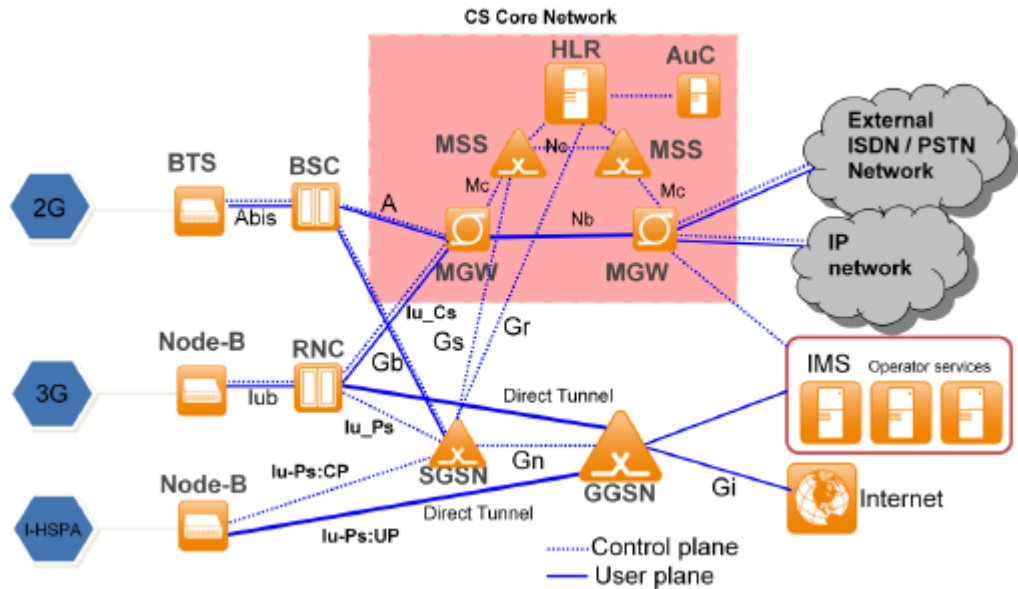 CS Core Network
HLR
AuC
MSS
Nc
MSS
External
ISDN / PSTN
Network
BTS
BSC
Mc
Mc
2G
Abis
A
Nb
MGW
MGW
IP
network
Iu_Cs
Gs
Gr
Node-B
RNC
Gb
IMS
Operator services
3G
Iub
Direct Tunnel
Iu_Ps
Iu-Ps:CP
SGSN
Gn
GGSN
Gi
Internet
Node-B
I-HSPA
Direct Tunnel
Iu-Ps:UP
Control plane
User plane